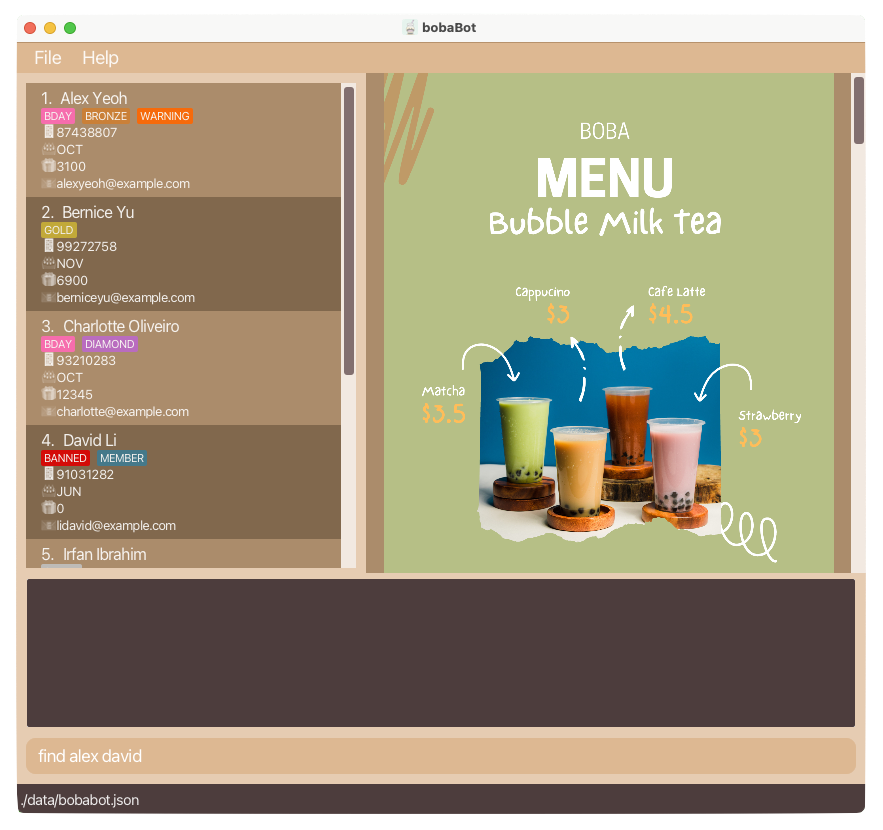 bobaBot
File Help
1. Alex Yeoh
BDAY BRONZE WARNING
87438807
OCT
3100
alexyeoh@example.com
2. Bernice Yu
GOLD
99272758
NOV
6900
berniceyu@example.com
3. Charlotte Oliveiro
BDAY DIAMOND
93210283
OCT
12345
charlotte@example.com
4. David Li
BANNED MEMBER
91031282
JUN
0
lidavid@example.com
5. Irfan Ibrahim
BOBA
MENU
Bubble Milk Tea
Cappucino
$3
Cafe Latte
$4.5
Matcha
$3.5
Strawberry
$3
find alex david
./data/bobabot.json